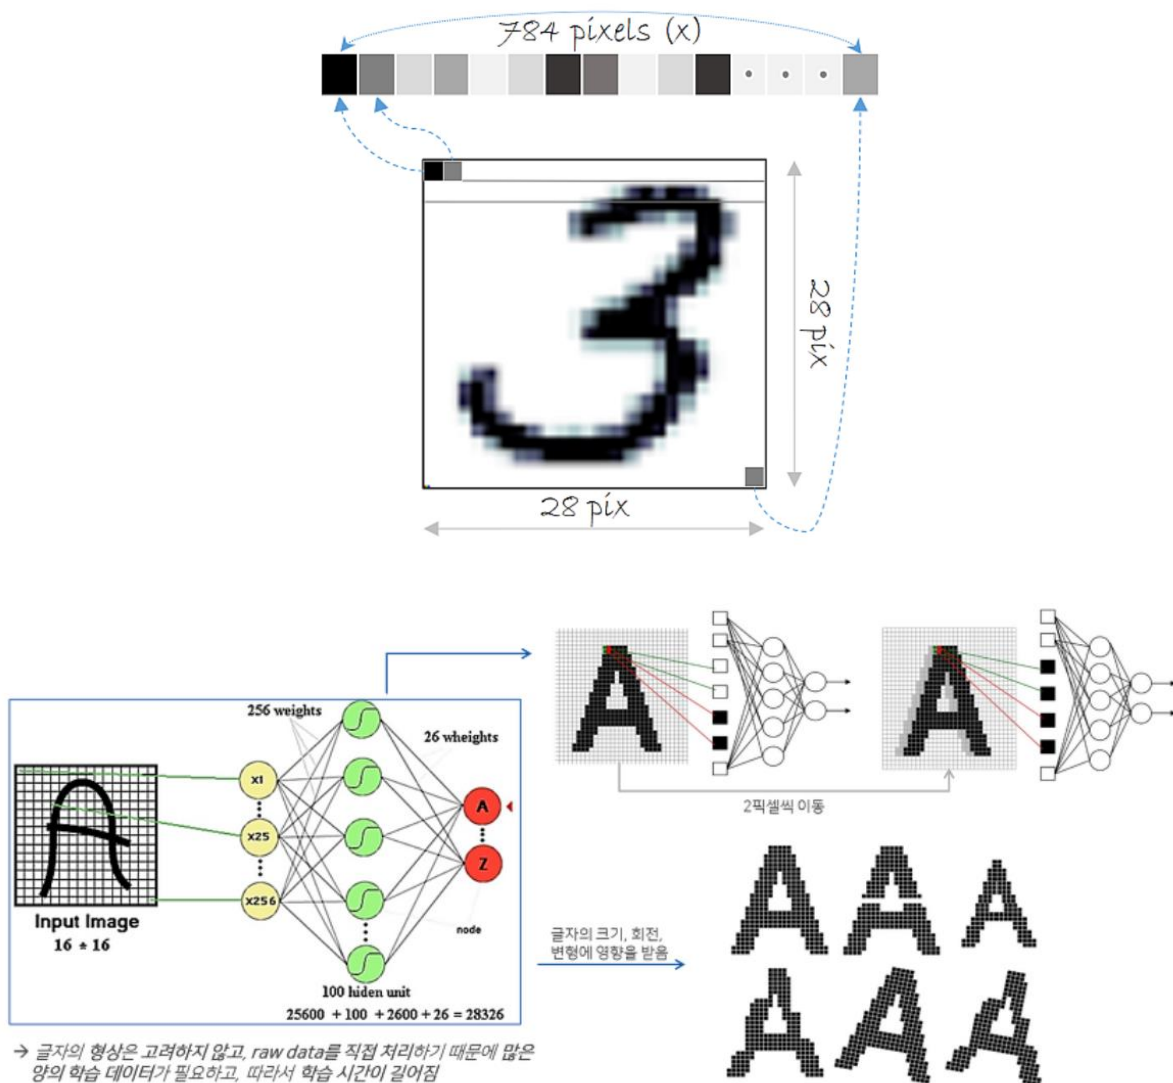 784 pixels (x)
28 pix
28 pix
256 weights
26 wheights
x1
x25
x256
A
Z
node
Input Image
16 * 16
100 hiden unit
25600 + 100 + 2600 + 26 = 28326
→ 글자의 형상은 고려하지 않고, raw data를 직접 처리하기 때문에 많은
양의 학습 데이터가 필요하고, 따라서 학습 시간이 길어짐
2픽셀씩 이동
글자의 크기, 회전,
변형에 영향을 받음